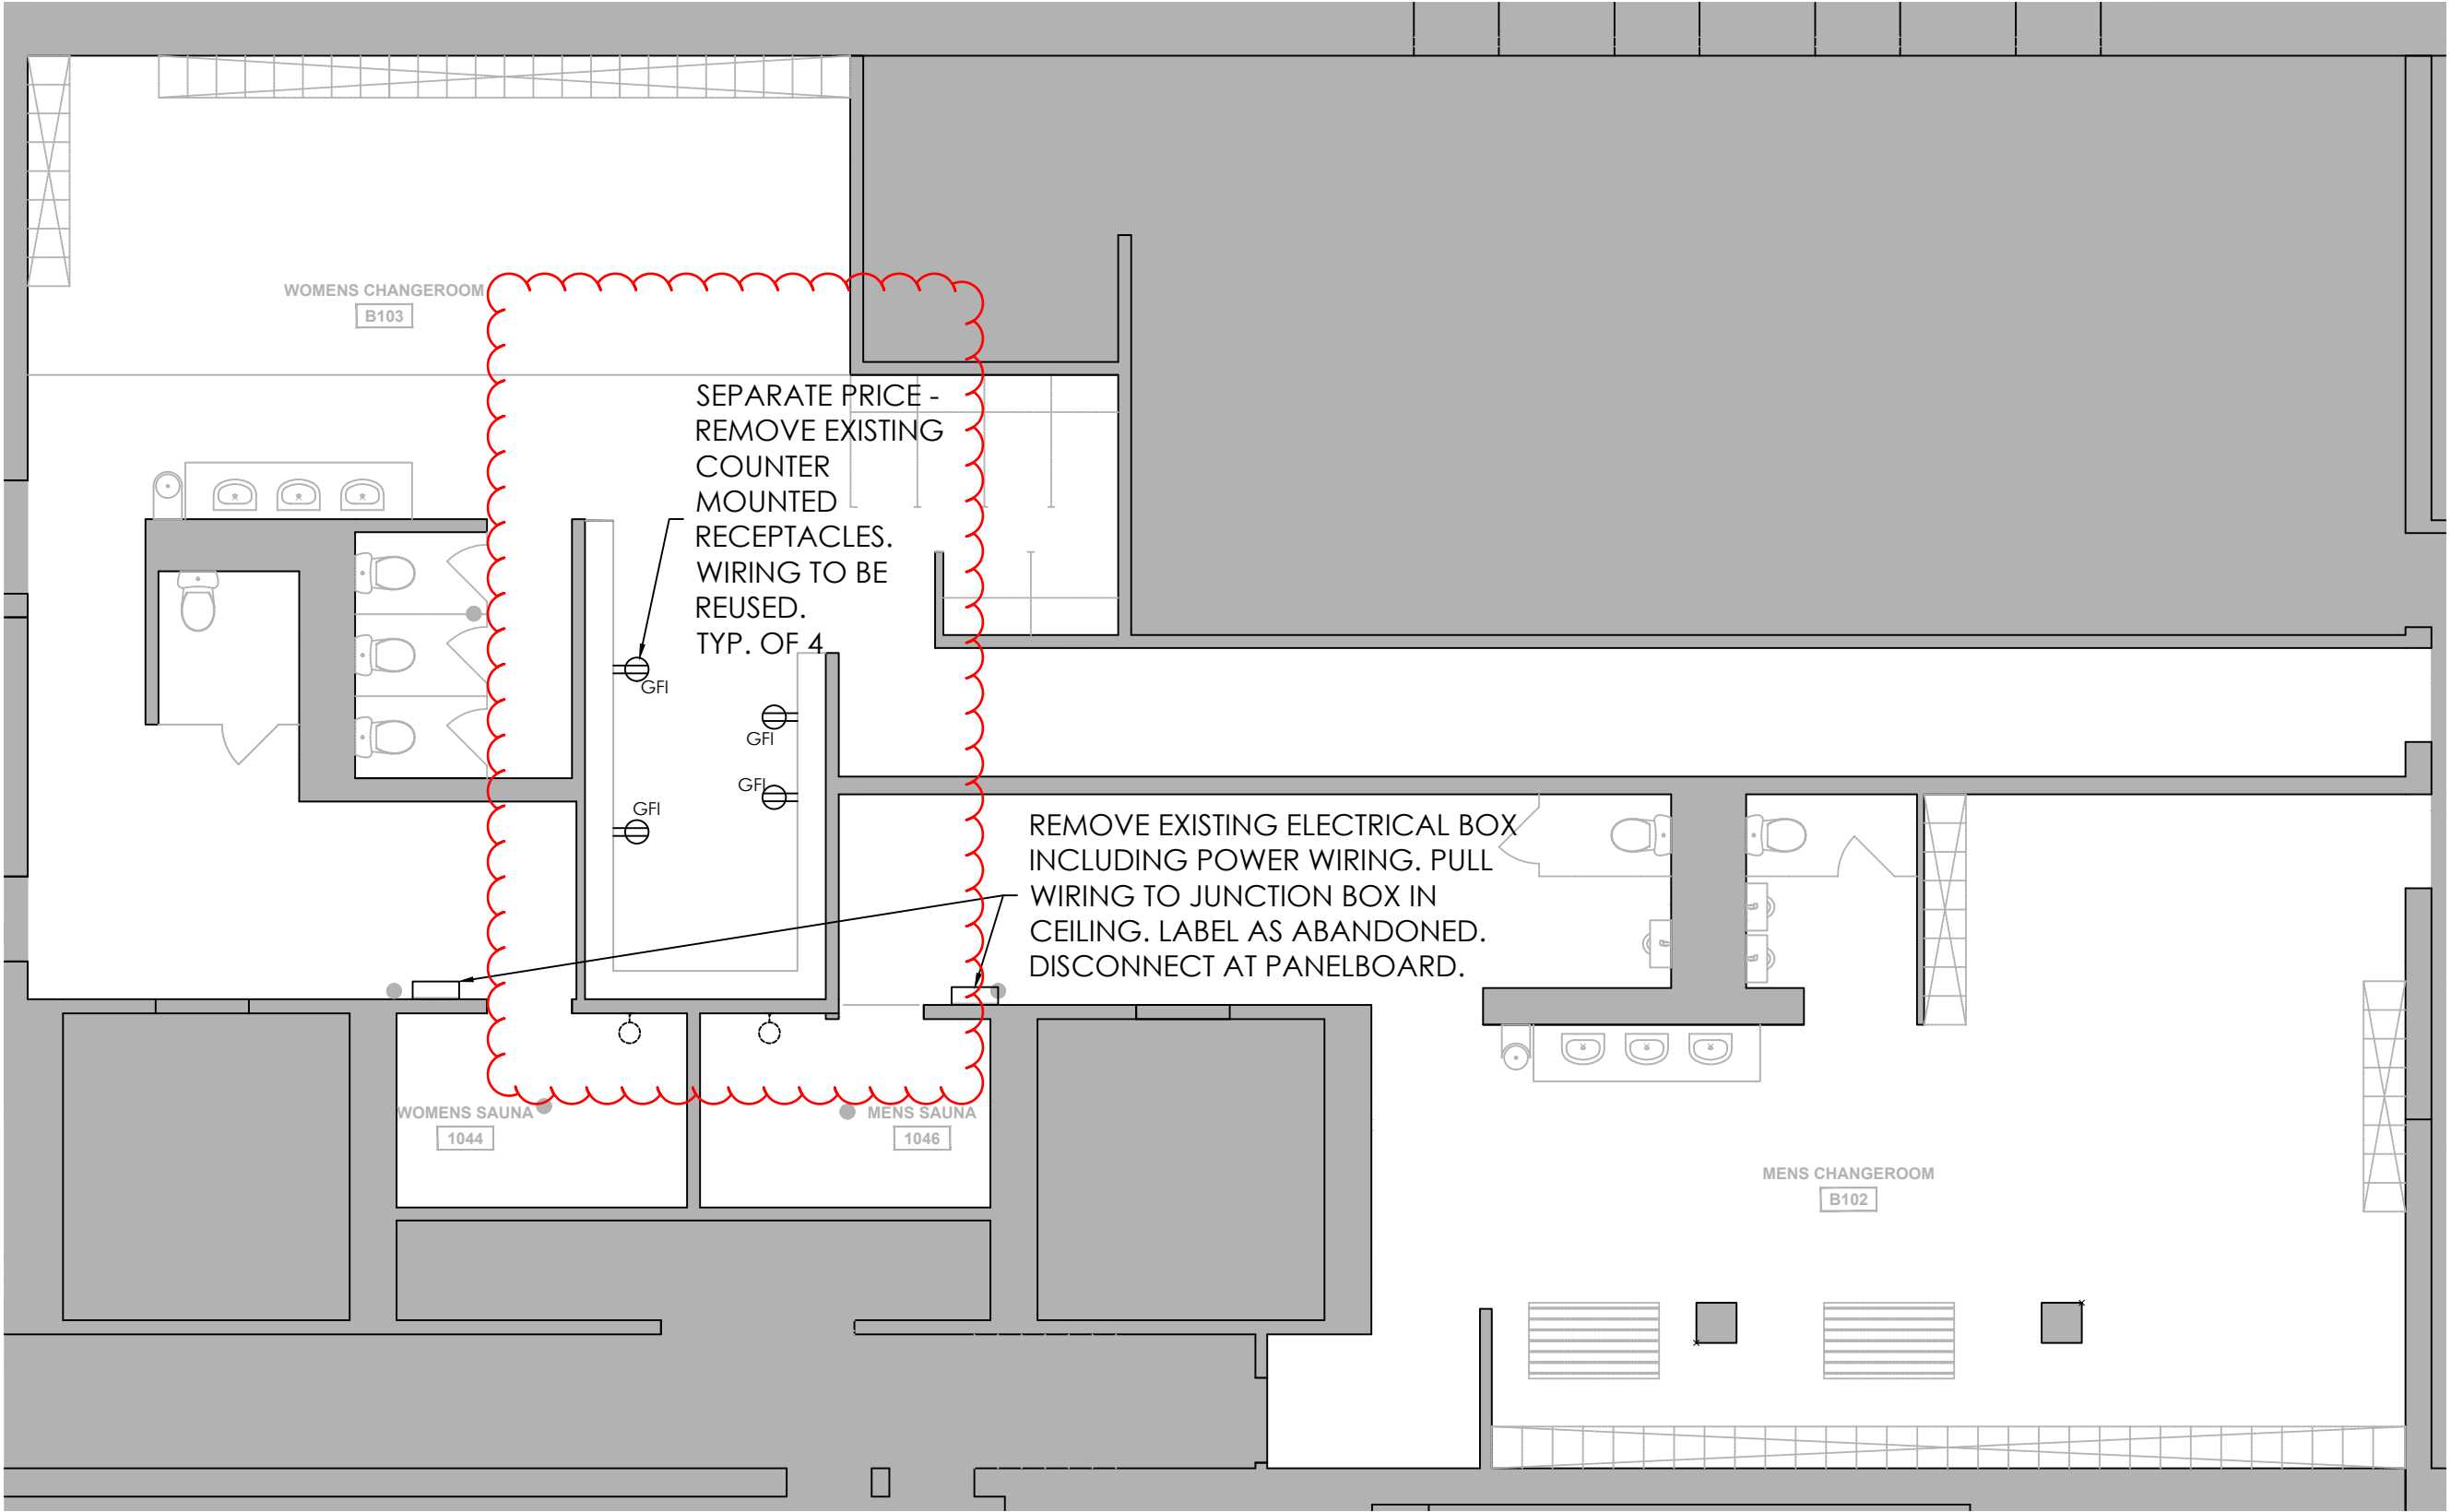 WOMENS CHANGEROOM
B103
SEPARATE PRICE -
REMOVE EXISTING
COUNTER
MOUNTED
RECEPTACLES.
WIRING TO BE
REUSED.
TYP. OF 4
GFI
GFI
GFI
GFI
REMOVE EXISTING ELECTRICAL BOX
INCLUDING POWER WIRING. PULL
WIRING TO JUNCTION BOX IN
CEILING. LABEL AS ABANDONED.
DISCONNECT AT PANELBOARD.
WOMENS SAUNA
1044
MENS SAUNA
1046
MENS CHANGEROOM
B102